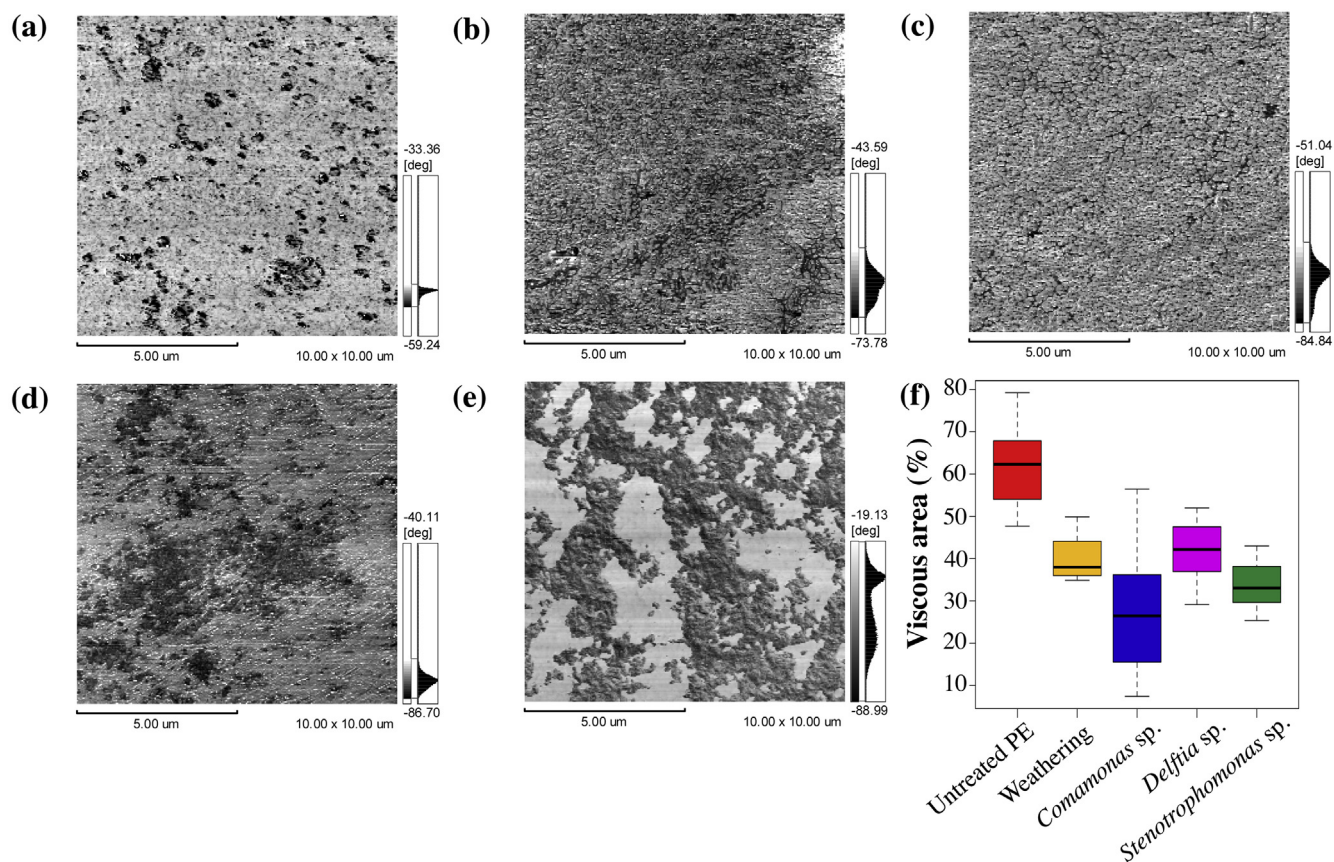 (a)
-33.36
[deg]
-59.24
5.00 um
10.00 x 10.00 um
(b)
-43.59
[deg]
-73.78
5.00 um
10.00 x 10.00 um
(c)
-51.04
[deg]
-84.84
5.00 um
10.00 x 10.00 um
(d)
-40.11
[deg]
-86.70
5.00 um
10.00 x 10.00 um
(e)
-19.13
[deg]
-88.99
5.00 um
10.00 x 10.00 um
(f)
Viscous area (%)
80
70
60
50
40
30
20
10
Untreated PE
Weathering
Comamonas sp.
Delftia sp.
Stenotrophomonas sp.